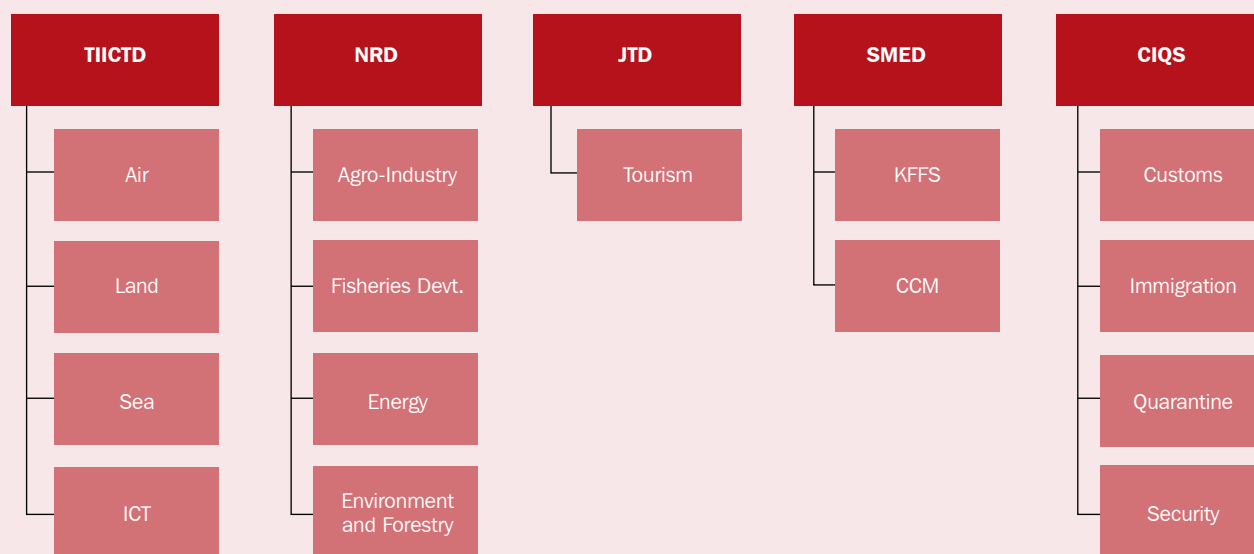 TIICTD
Air
Land
Sea
ICT
NRD
Agro-Industry
Fisheries Devt.
Energy
Environment
and Forestry
JTD
Tourism
SMED
KFFS
CCM
CIQS
Customs
Immigration
Quarantine
Security